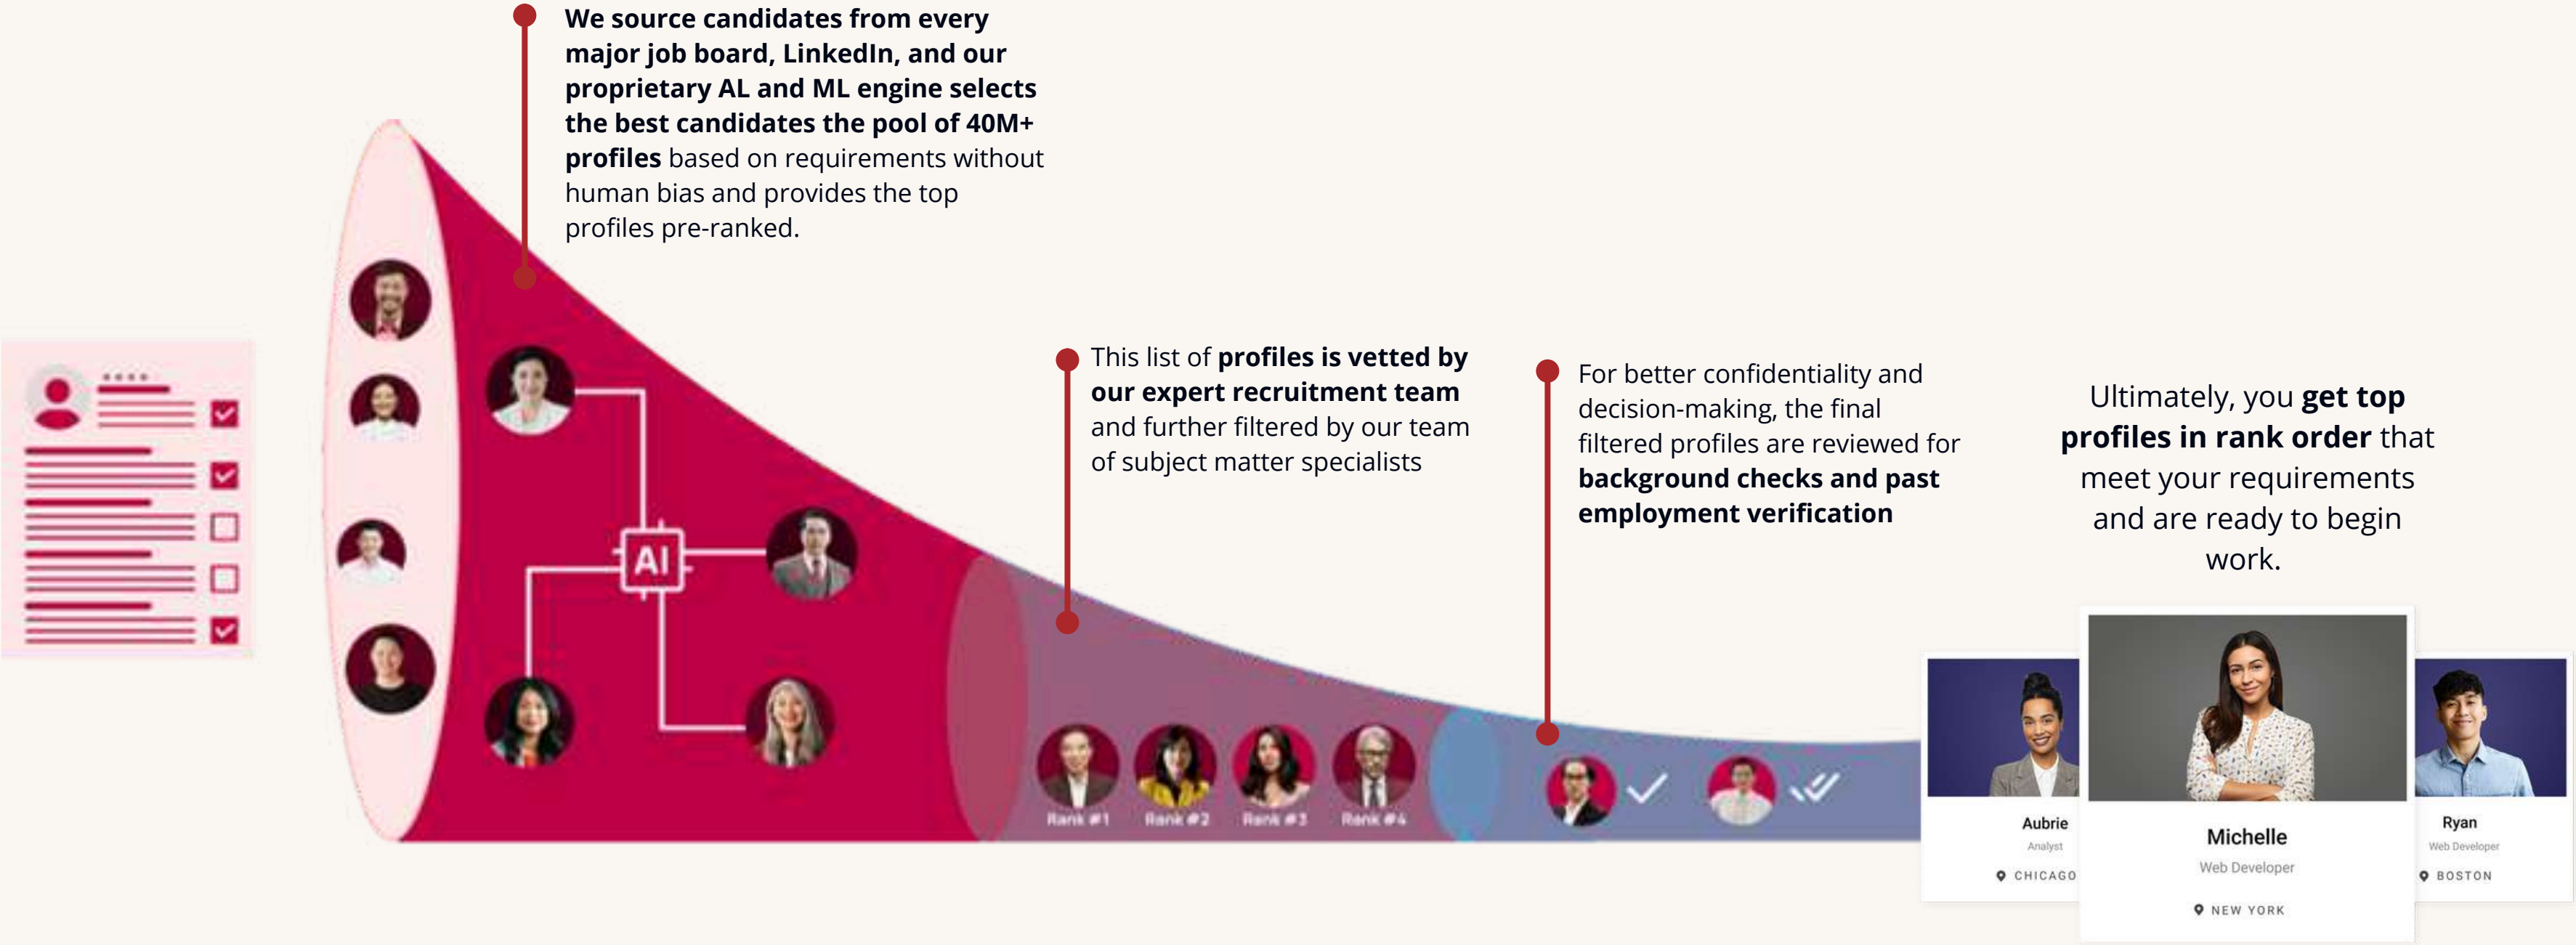 We source candidates from every
major job board, LinkedIn, and our
proprietary AL and ML engine selects
the best candidates the pool of 40M+
profiles based on requirements without
human bias and provides the top
profiles pre-ranked.
AI
This list of profiles is vetted by
our expert recruitment team
and further filtered by our team
of subject matter specialists
Rank #1
Rank #2
Rank #3
Rank #4
For better confidentiality and
decision-making, the final
filtered profiles are reviewed for
background checks and past
employment verification
Ultimately, you get top
profiles in rank order that
meet your requirements
and are ready to begin
work.
Aubrie
Analyst
CHICAGO
Michelle
Web Developer
NEW YORK
Ryan
Web Developer
BOSTON